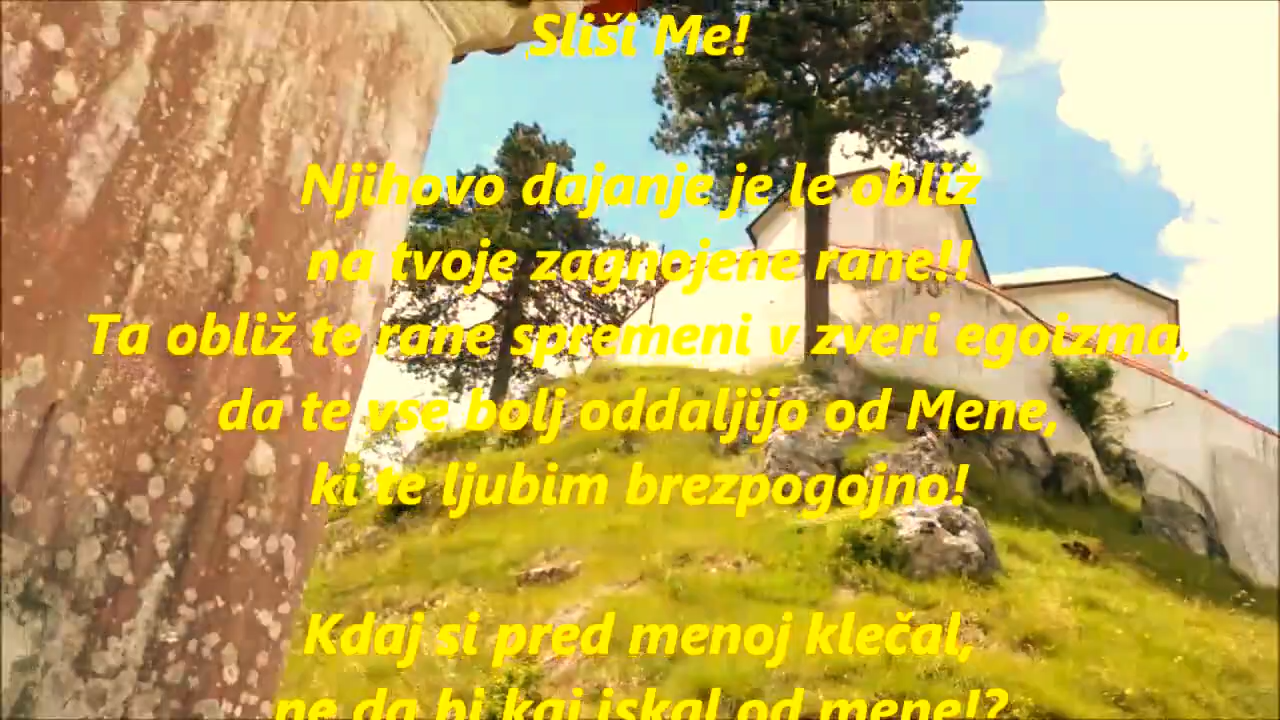 Sliši Me!
Njihovo dajanje je le obliž
na tvoje zagnojene rane!!
Ta obliž te rane spremeni v zveri egoizma,
da te vse bolj oddaljijo od Mene,
ki te ljubim brezpogojno!
Kdaj si pred menoj klečal,
ne da bi kaj iskal od mene!?